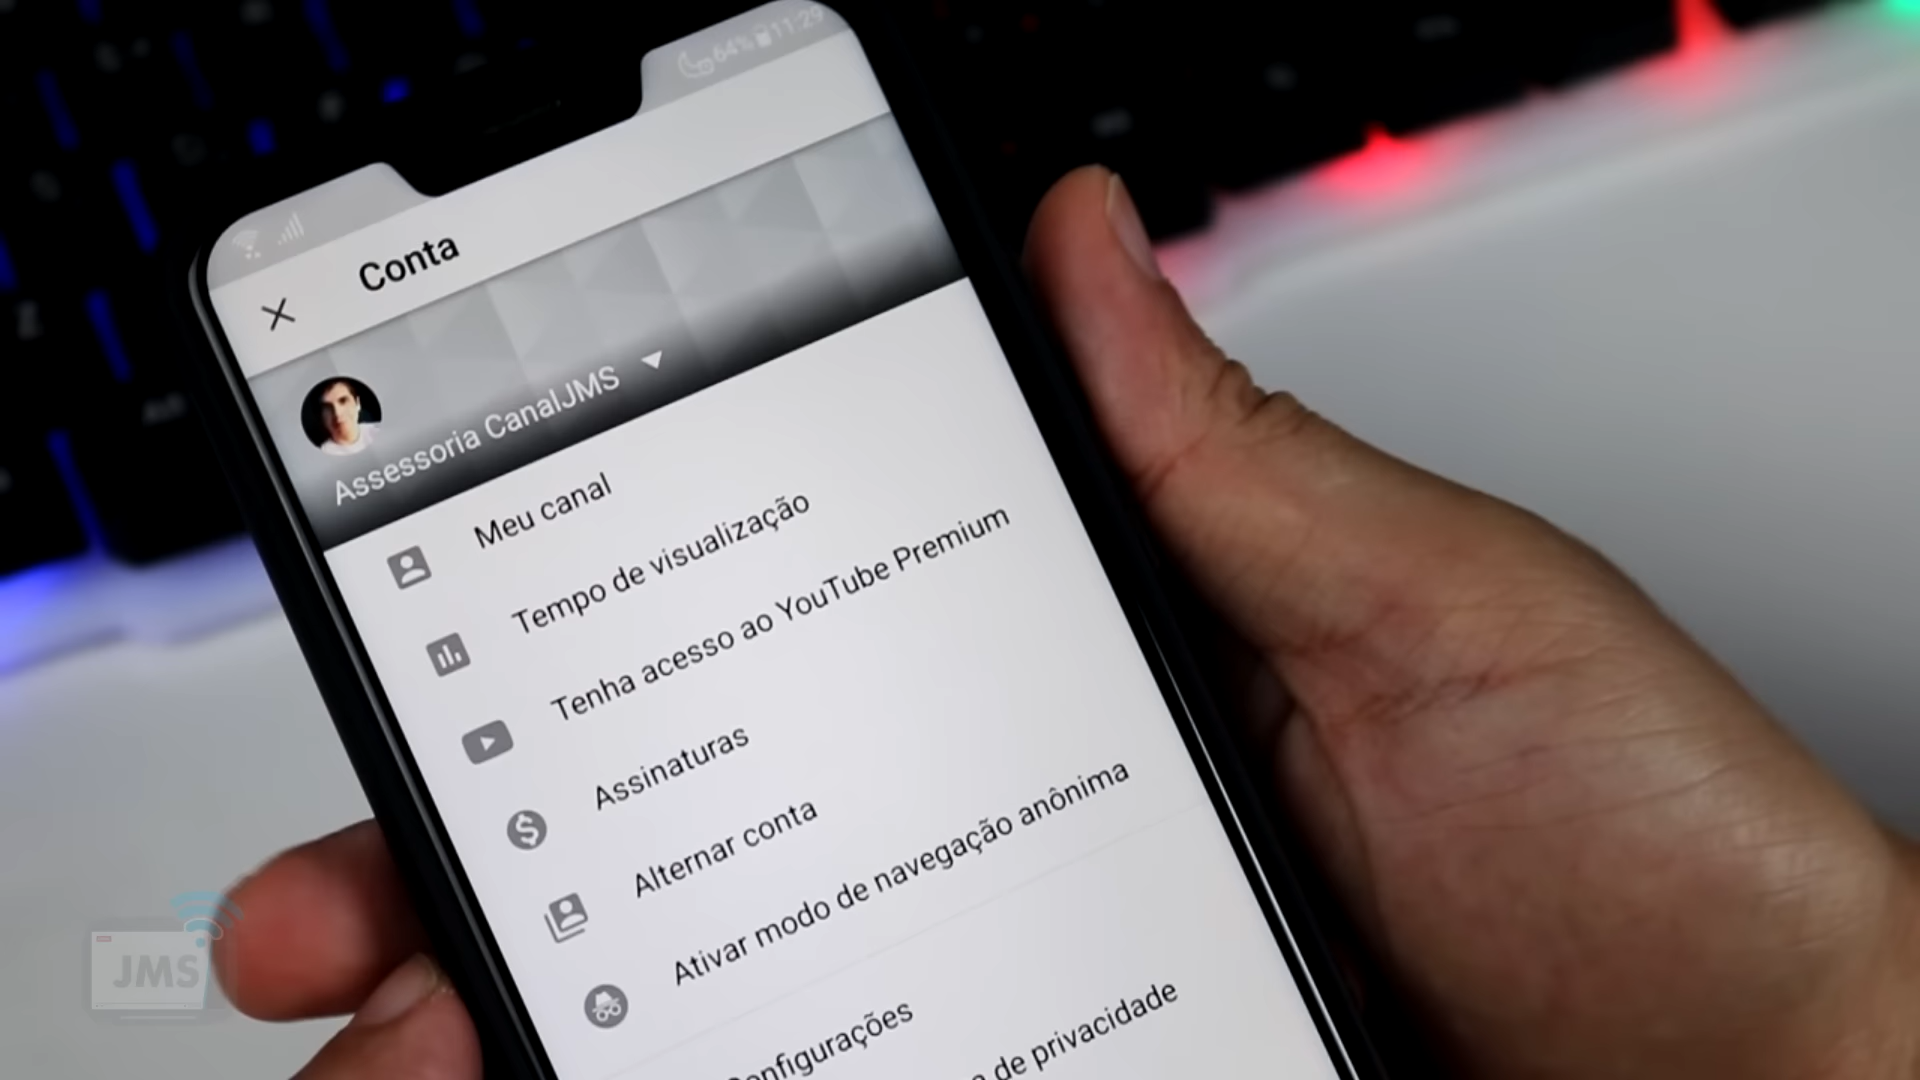 64% 11:29
Conta
Assessoria CanalJMS
Meu canal
Tempo de visualização
Tenha acesso ao YouTube Premium
Assinaturas
Alternar conta
Ativar modo de navegação anônima
onfigurações
de privacidade
JMS